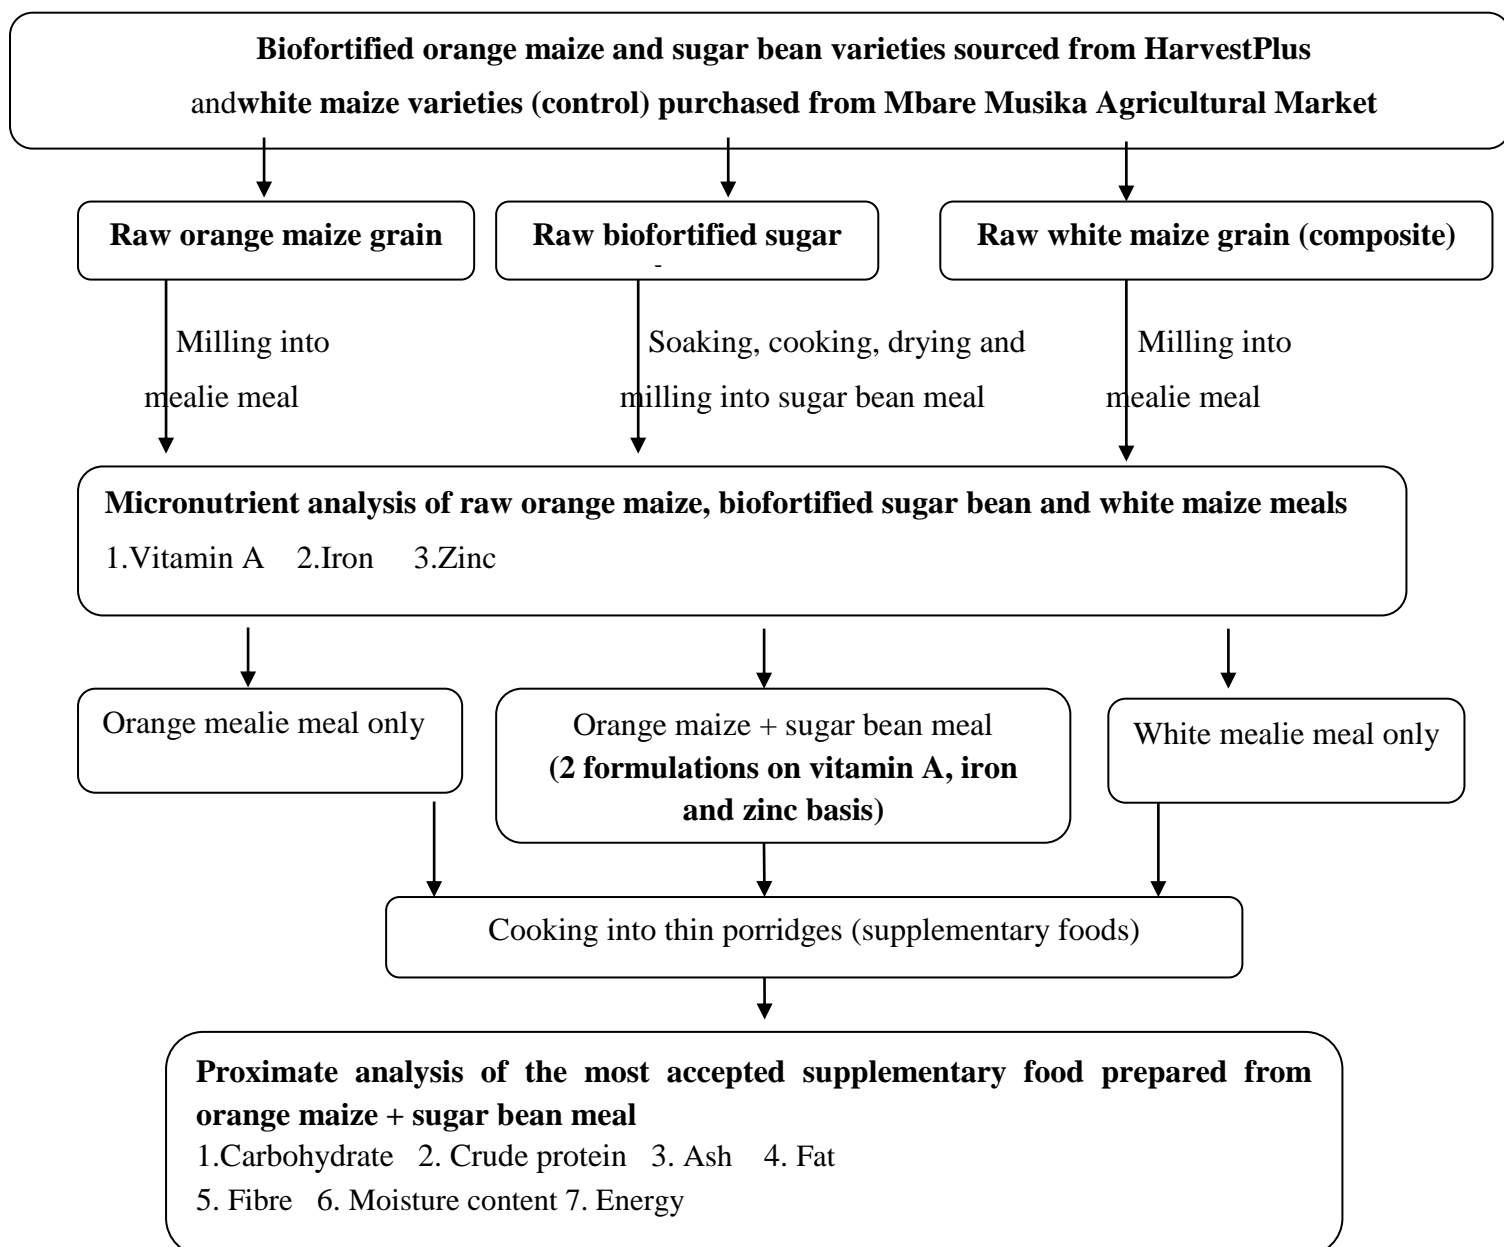 Biofortified orange maize and sugar bean varieties sourced from HarvestPlus
andwhite maize varieties (control) purchased from Mbare Musika Agricultural Market
Raw orange maize grain
Raw biofortified sugar
Raw white maize grain (composite)
Milling into
mealie meal
Soaking, cooking, drying and
milling into sugar bean meal
Milling into
mealie meal
Micronutrient analysis of raw orange maize, biofortified sugar bean and white maize meals
1.Vitamin A 2.Iron 3.Zinc
Orange mealie meal only
Orange maize + sugar bean meal
(2 formulations on vitamin A, iron
and zinc basis)
White mealie meal only
Cooking into thin porridges (supplementary foods)
Proximate analysis of the most accepted supplementary food prepared from
orange maize + sugar bean meal
1.Carbohydrate 2. Crude protein 3. Ash 4. Fat
5. Fibre 6. Moisture content 7. Energy